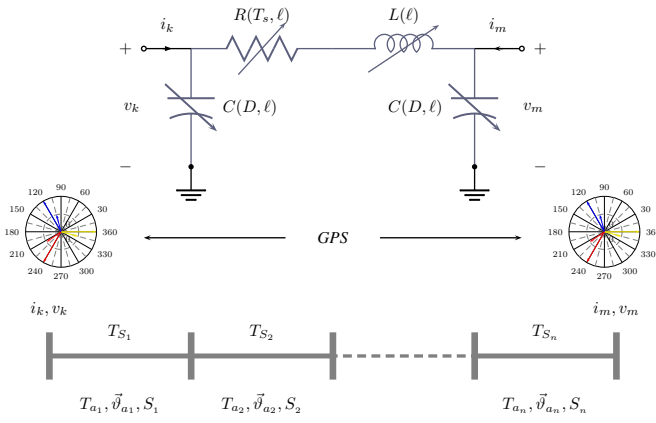 i_k R(T_s, ℓ) L(ℓ) i_m
+ +
v_k C(D, ℓ) C(D, ℓ) v_m
− −
120 90 60 120 90 60
150 30 150 30
180 360 GPS 180 36
210 330 210 330
240 270 300 240 270 300
i_k, v_k i_m, v_m
T_{S_1} T_{S_2} T_{S_n}
T_{a_1}, \vec{ϑ}_{a_1}, S_1 T_{a_2}, \vec{ϑ}_{a_2}, S_2 T_{a_n}, \vec{ϑ}_{a_n}, S_n